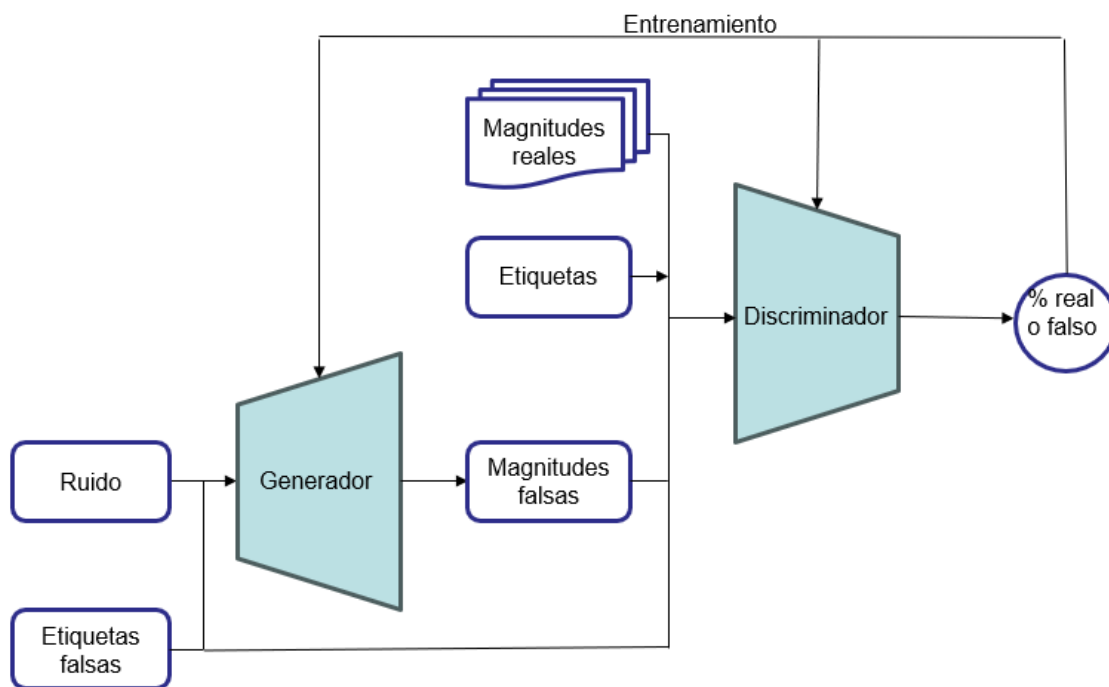 Entrenamiento
Magnitudes
reales
Etiquetas
Discriminador
% real
o falso
Ruido
Generador
Magnitudes
falsas
Etiquetas
falsas